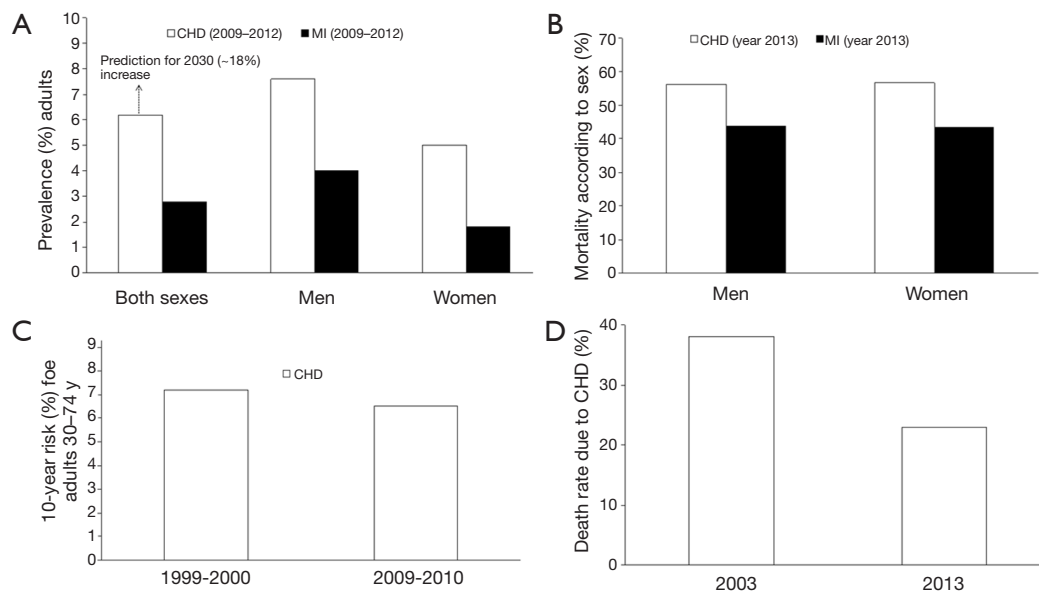 A
Prevalence (%) adults
10
9
8
7
6
5
4
3
2
1
0
CHD (2009–2012) MI (2009–2012)
Prediction for 2030 (~18%)
increase
Both sexes Men Women
B
Mortality according to sex (%)
70
60
50
40
30
20
10
0
CHD (year 2013) MI (year 2013)
Men Women
C
10-year risk (%) foe
adults 30–74 y
9
8
7
6
5
4
3
2
1
0
CHD
1999-2000 2009-2010
D
Death rate due to CHD (%)
40
30
20
10
0
2003 2013